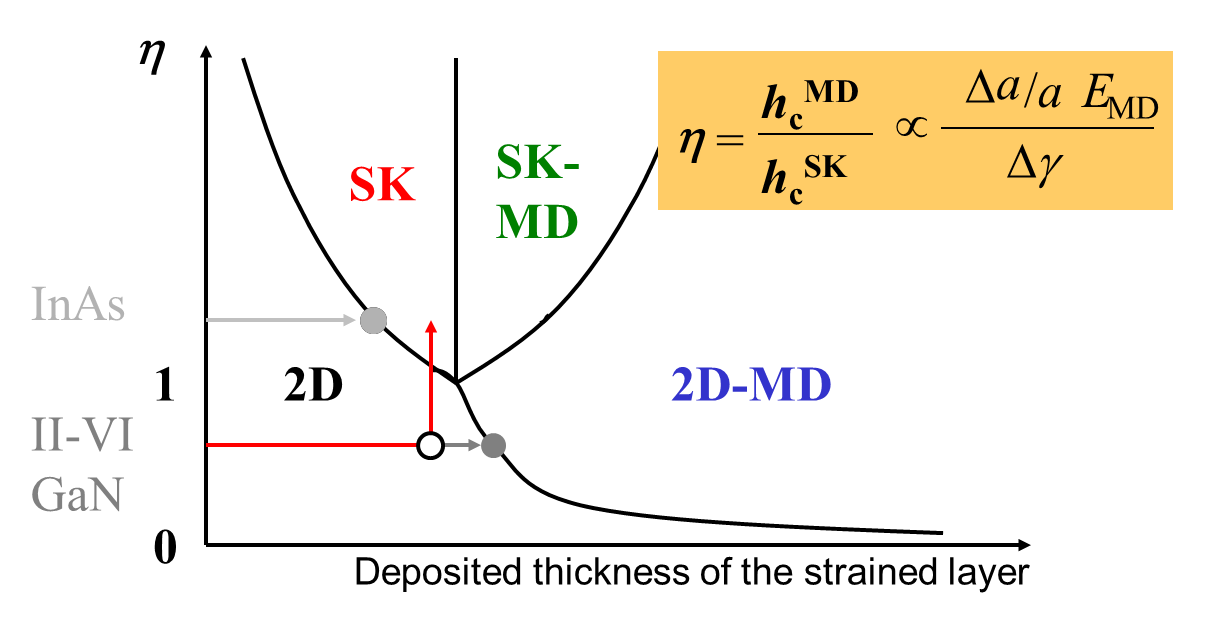 η
η = h_c^MD / h_c^SK ∝ Δa/a E_MD / Δγ
SK
SK-
MD
InAs
1
2D
2D-MD
II-VI
GaN
0
Deposited thickness of the strained layer